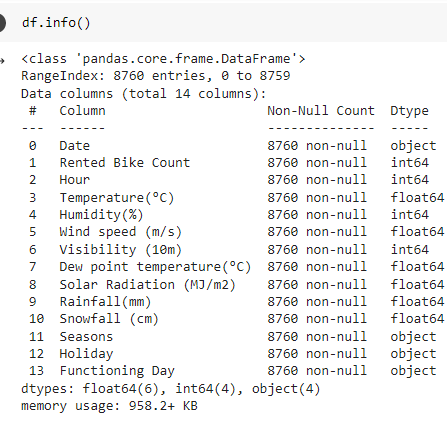 df.info()
<class 'pandas.core.frame.DataFrame'>
RangeIndex: 8760 entries, 0 to 8759
Data columns (total 14 columns):
 #   Column                     Non-Null Count  Dtype
---  ------                     --------------  -----
 0   Date                       8760 non-null   object
 1   Rented Bike Count          8760 non-null   int64
 2   Hour                       8760 non-null   int64
 3   Temperature(°C)            8760 non-null   float64
 4   Humidity(%)                8760 non-null   int64
 5   Wind speed (m/s)           8760 non-null   float64
 6   Visibility (10m)           8760 non-null   int64
 7   Dew point temperature(°C)  8760 non-null   float64
 8   Solar Radiation (MJ/m2)    8760 non-null   float64
 9   Rainfall(mm)               8760 non-null   float64
 10  Snowfall (cm)              8760 non-null   float64
 11  Seasons                    8760 non-null   object
 12  Holiday                    8760 non-null   object
 13  Functioning Day            8760 non-null   object
dtypes: float64(6), int64(4), object(4)
memory usage: 958.2+ KB